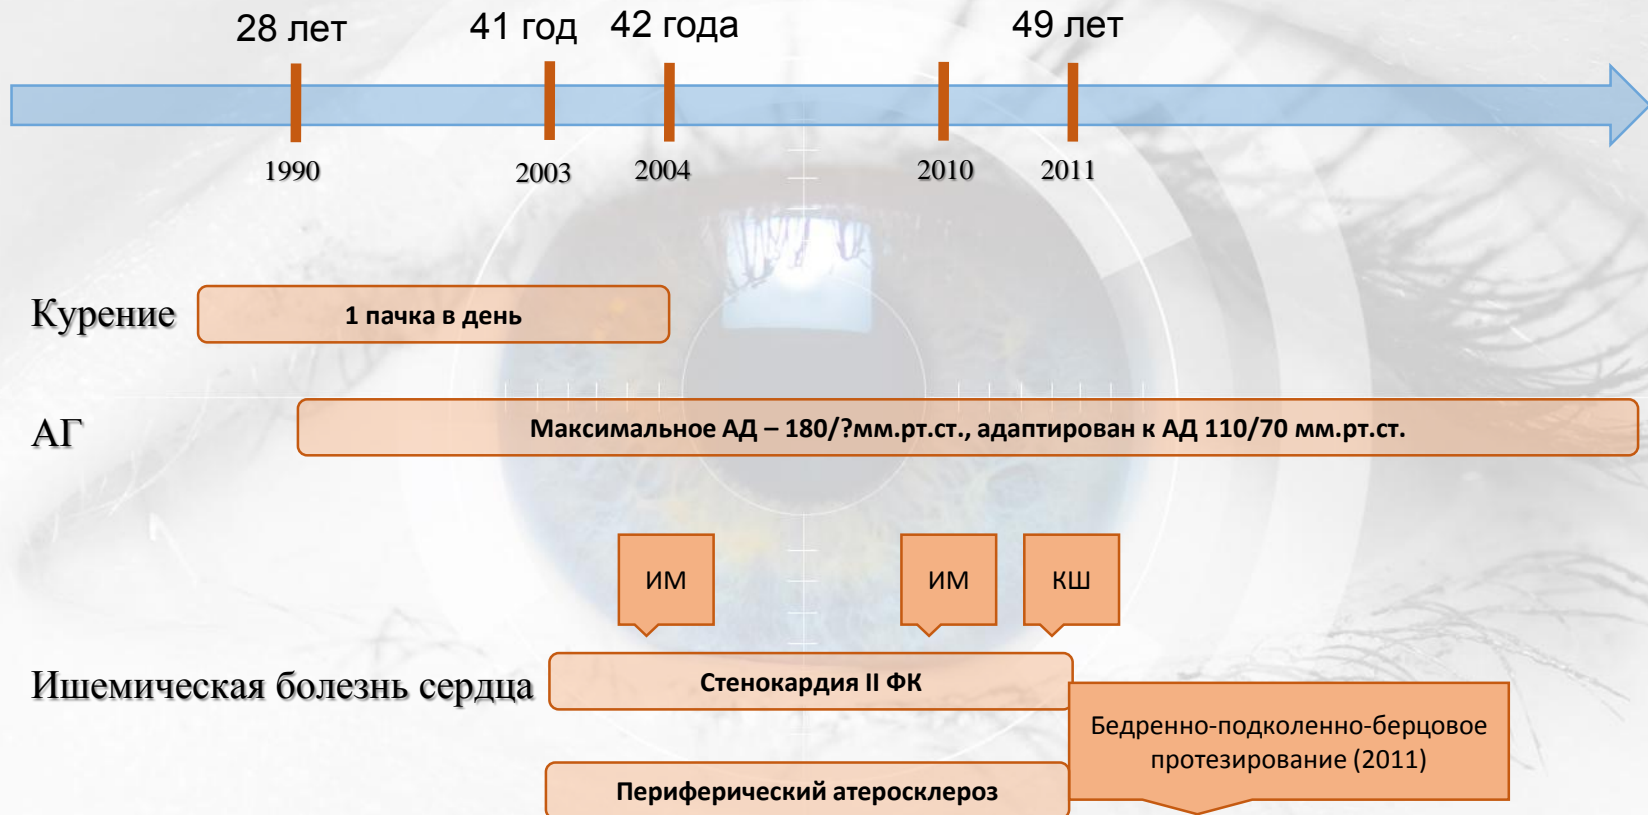 28 лет
41 год
42 года
49 лет
1990
2003
2004
2010
2011
Курение
1 пачка в день
АГ
Максимальное АД – 180/?мм.рт.ст., адаптирован к АД 110/70 мм.рт.ст.
ИМ
ИМ
КШ
Ишемическая болезнь сердца
Стенокардия II ФК
Бедренно-подколенно-берцовое
протезирование (2011)
Периферический атеросклероз